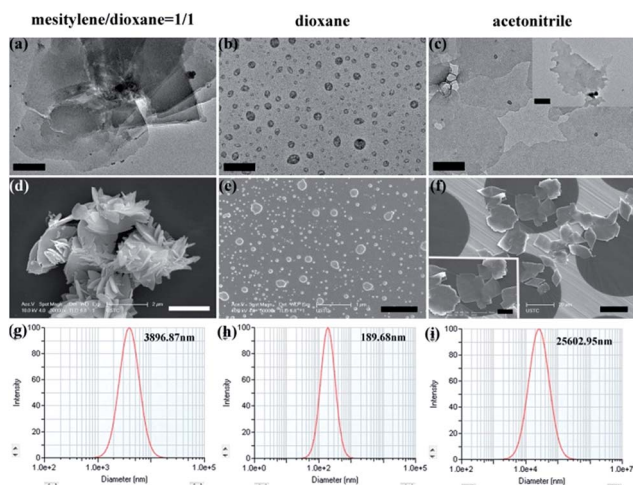 mesitylene/dioxane=1/1
dioxane
acetonitrile
(a)
(b)
(c)
(d)
(e)
(f)
2 µm
USTC
(g)
100
80
60
40
20
0
Intensity
3896.87nm
1.0e+2
1.0e+3
1.0e+5
Diameter [nm]
(h)
100
80
60
40
20
0
Intensity
189.68nm
1.0e+0
1.0e+2
1.0e+5
Diameter [nm]
(i)
100
80
60
40
20
0
Intensity
25602.95nm
1.0e+2
1.0e+4
1.0e+7
Diameter [nm]